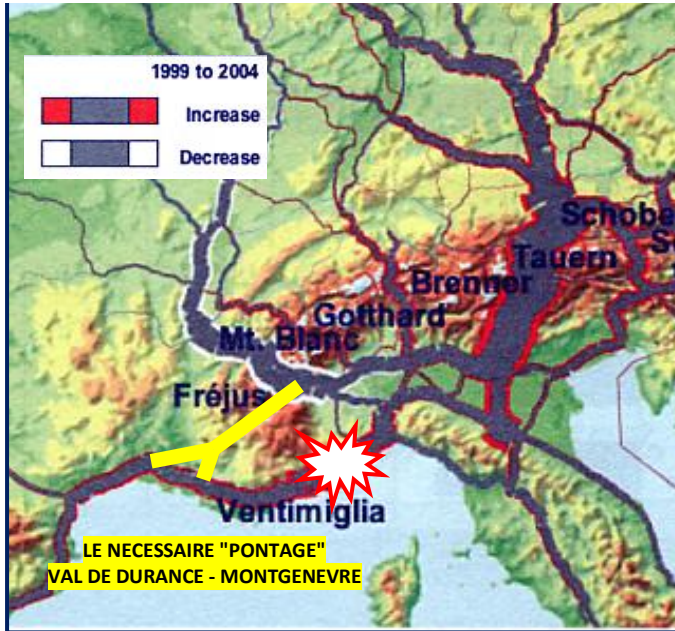 1999 to 2004
Increase
Decrease
Schobe
S
Tauern
Brenner
Gotthard
Mt. Blanc
Fréjus
Ventimiglia
LE NECESSAIRE "PONTAGE"
VAL DE DURANCE - MONTGENEVRE